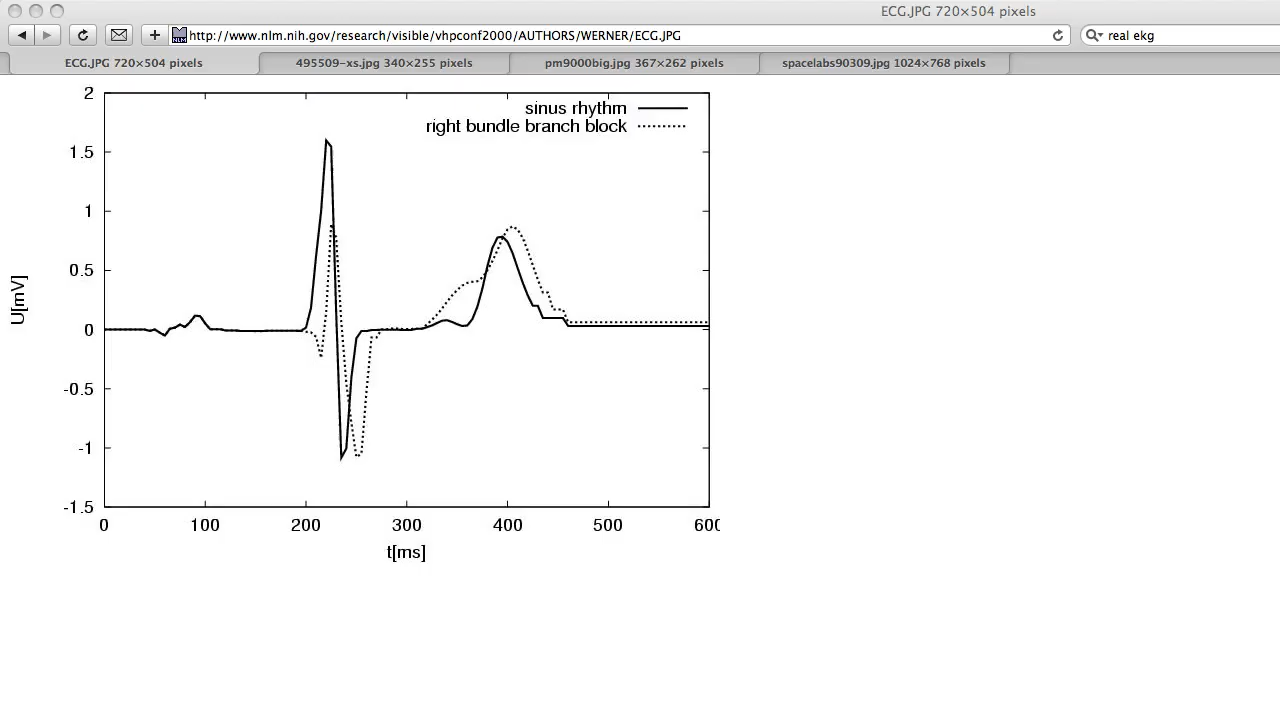 ECG.JPG 720×504 pixels
http://www.nlm.nih.gov/research/visible/vhpconf2000/AUTHORS/WERNER/ECG.JPG
real ekg
ECG.JPG 720×504 pixels
495509-xs.jpg 340×255 pixels
pm9000big.jpg 367×262 pixels
spacelabs90309.jpg 1024×768 pixels
2
sinus rhythm
right bundle branch block
1.5
1
0.5
U[mV]
0
-0.5
-1
-1.5
0 100 200 300 400 500 600
t[ms]